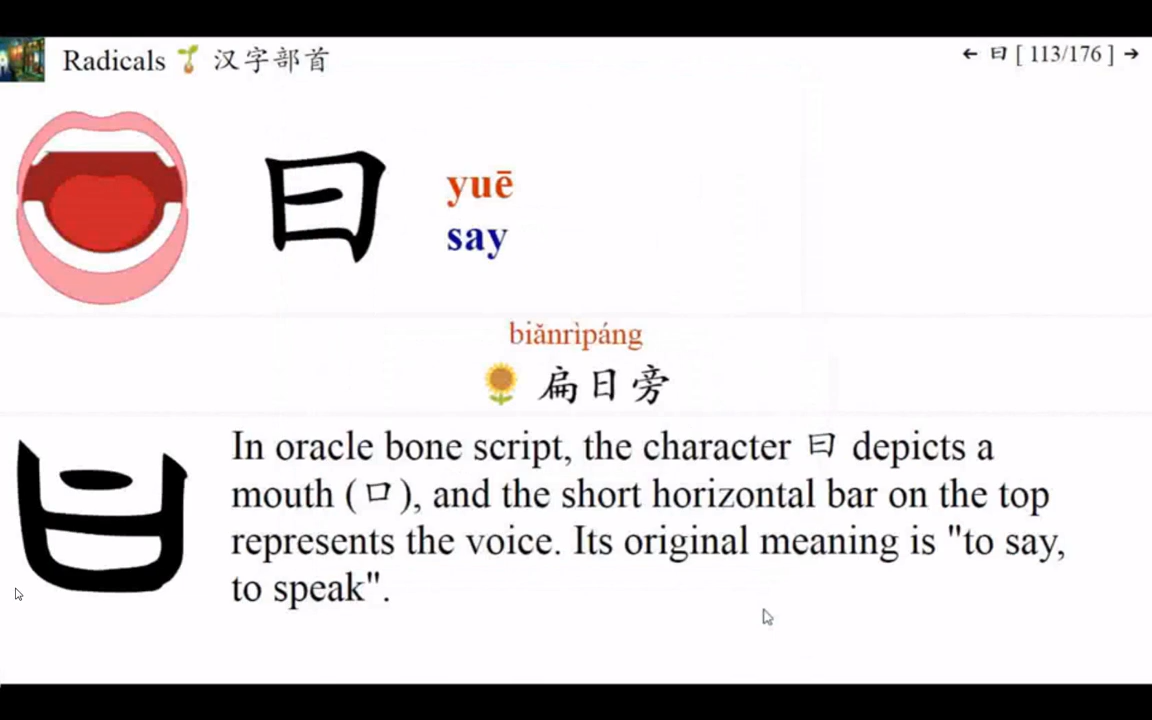 Radicals 汉字部首
← 曰 [ 113/176 ] →
曰
yuē
say
biǎnrìpáng
扁日旁
In oracle bone script, the character 曰 depicts a
mouth (口), and the short horizontal bar on the top
represents the voice. Its original meaning is "to say,
to speak".